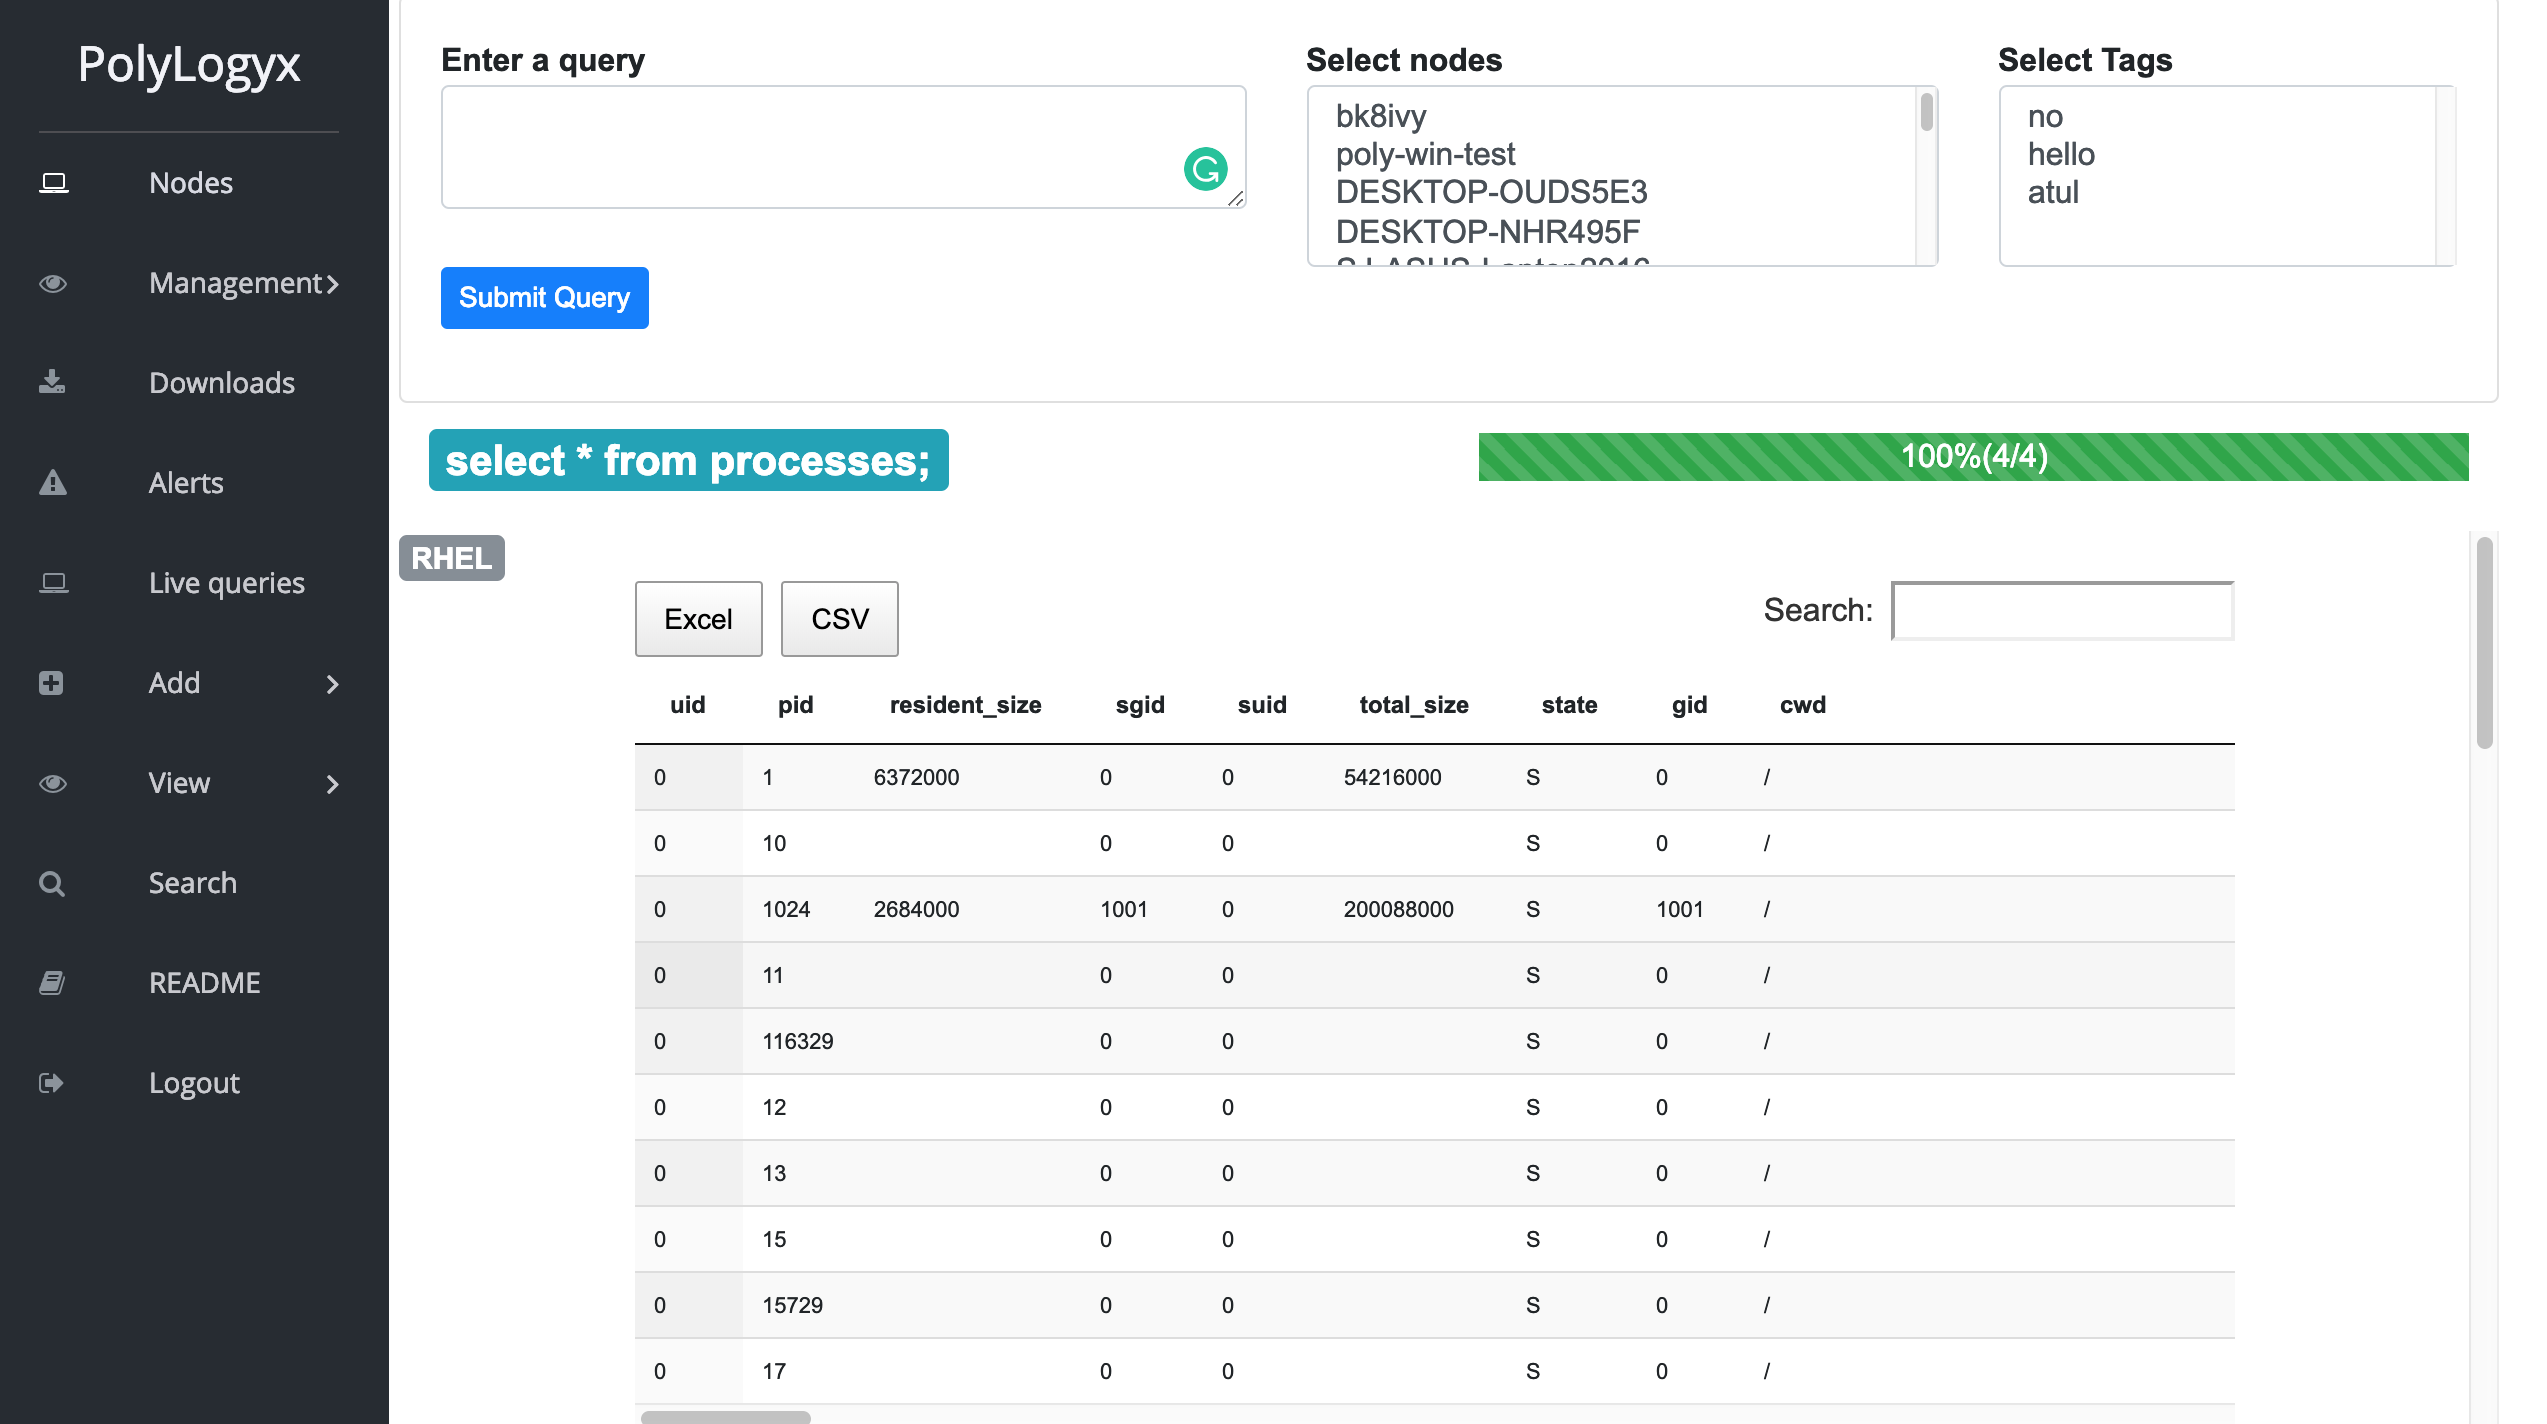 PolyLogyx
Nodes
Management
Downloads
Alerts
Live queries
Add
View
Search
README
Logout
Enter a query
Select nodes
Select Tags
bk8ivy
poly-win-test
DESKTOP-OUDS5E3
DESKTOP-NHR495F
no
hello
atul
Submit Query
select * from processes;
100%(4/4)
RHEL
Excel CSV
Search:
uid pid resident_size sgid suid total_size state gid cwd
0 1 6372000 0 0 54216000 S 0 /
0 10 0 0 S 0 /
0 1024 2684000 1001 0 200088000 S 1001 /
0 11 0 0 S 0 /
0 116329 0 0 S 0 /
0 12 0 0 S 0 /
0 13 0 0 S 0 /
0 15 0 0 S 0 /
0 15729 0 0 S 0 /
0 17 0 0 S 0 /